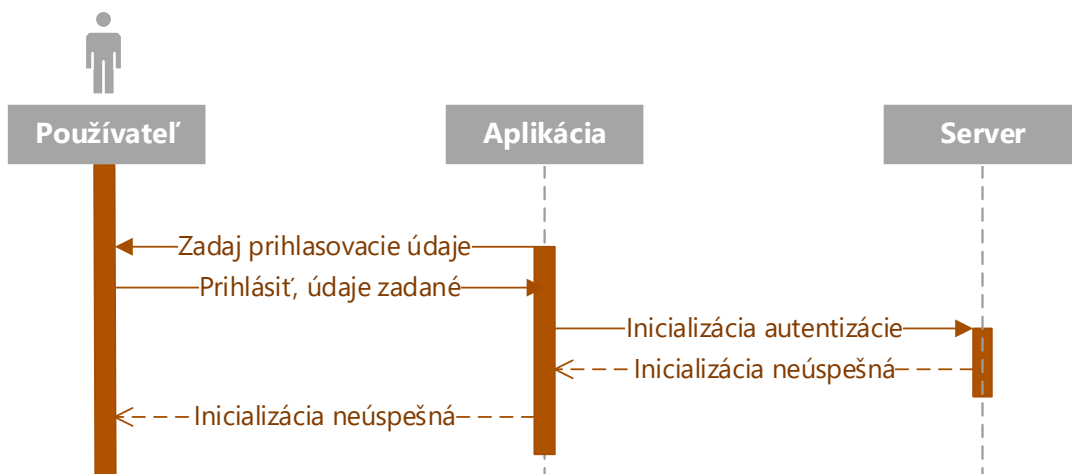 Používateľ
Aplikácia
Server
Zadaj prihlasovacie údaje
Prihlásiť, údaje zadané
Inicializácia autentizácie
Inicializácia neúspešná
Inicializácia neúspešná